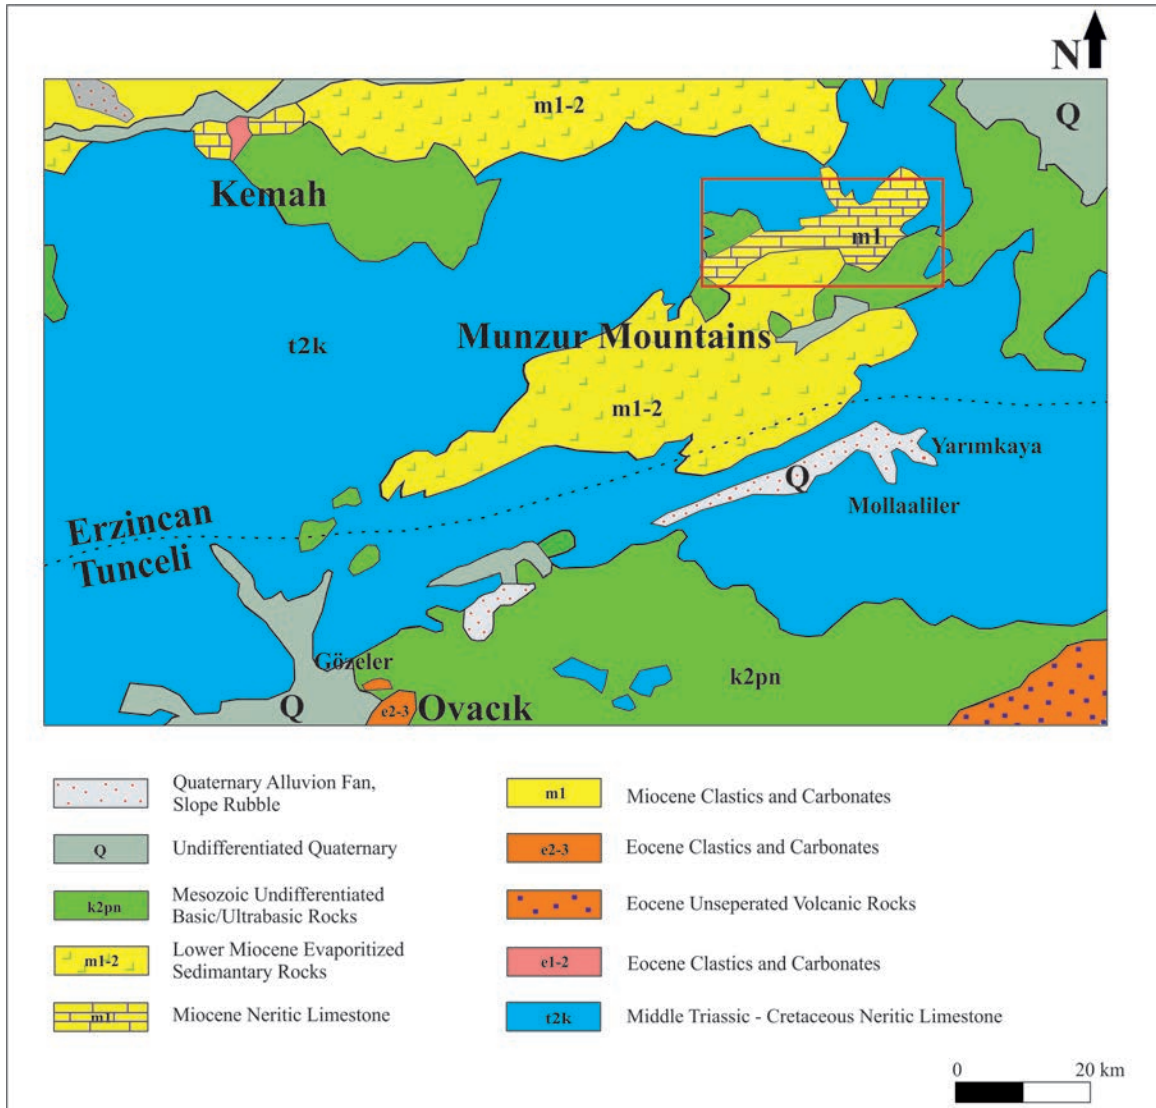 N
Q
m1-2
Kemah
m1
t2k
Munzur Mountains
m1-2
Yarımkaya
Q
Mollaaliler
Erzincan
Tunceli
Gözeler
k2pn
Q
e2-3
Ovacık
Quaternary Alluvion Fan,
Slope Rubble
Q
Undifferentiated Quaternary
k2pn
Mesozoic Undifferentiated
Basic/Ultrabasic Rocks
m1-2
Lower Miocene Evaporitized
Sedimantary Rocks
m1
Miocene Neritic Limestone
m1
Miocene Clastics and Carbonates
e2-3
Eocene Clastics and Carbonates
Eocene Unseperated Volcanic Rocks
e1-2
Eocene Clastics and Carbonates
t2k
Middle Triassic - Cretaceous Neritic Limestone
0
20 km